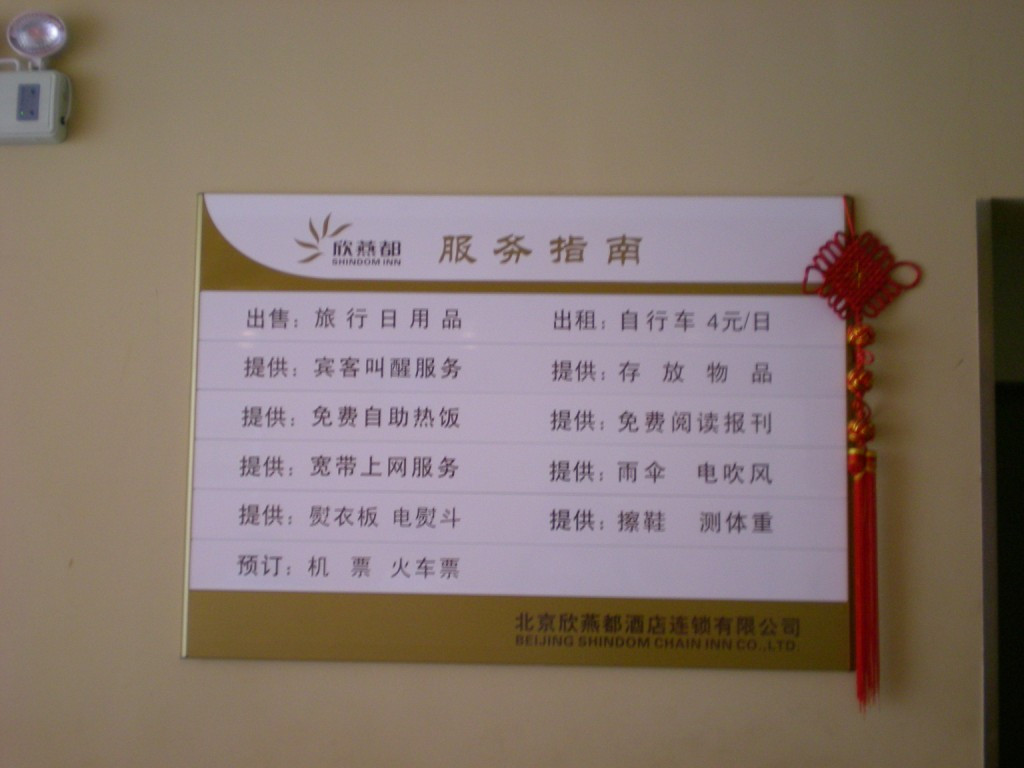 欣燕都
SHINDOM INN
服务指南
出售：旅行日用品 出租：自行车 4元/日
提供：宾客叫醒服务 提供：存放物品
提供：免费自助热饭 提供：免费阅读报刊
提供：宽带上网服务 提供：雨伞 电吹风
提供：熨衣板 电熨斗 提供：擦鞋 测体重
预订：机票 火车票
北京欣燕都酒店连锁有限公司
BEIJING SHINDOM CHAIN INN CO.,LTD.